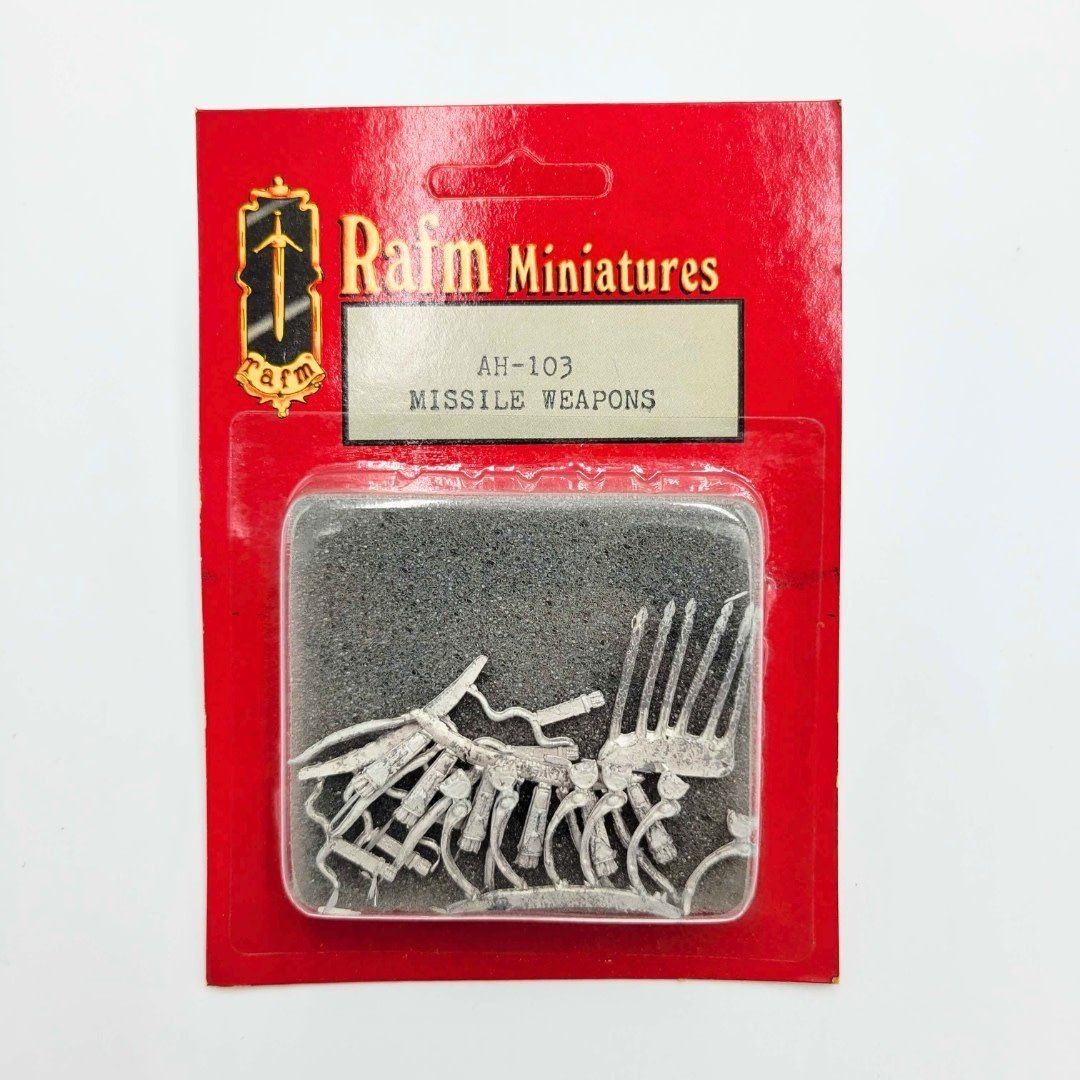 Rafm Miniatures
rafm
AH-103
MISSILE WEAPONS